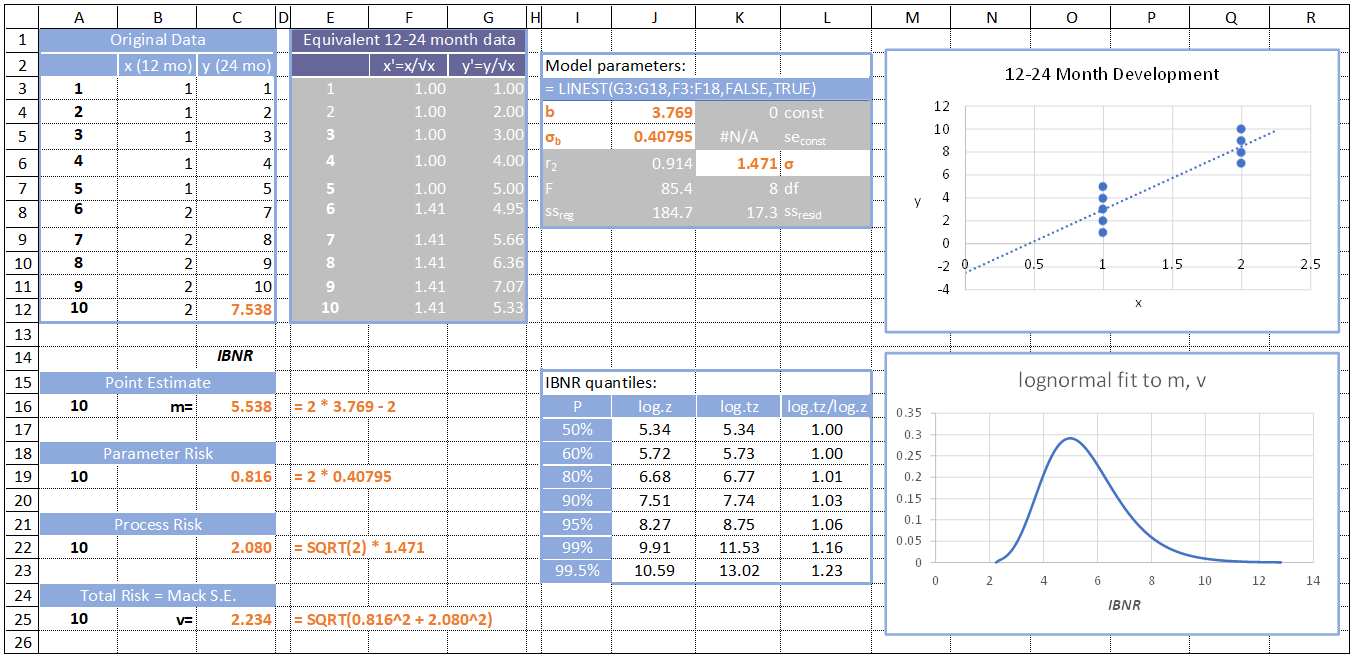 A B C D E F G H I J K L M N O P Q R
1 Original Data Equivalent 12-24 month data
2 x (12 mo) y (24 mo) x'=x/√x y'=y/√x Model parameters:
3 1 1 1 1 1.00 1.00 = LINEST(G3:G18,F3:F18,FALSE,TRUE)
4 2 1 2 2 1.00 2.00 b 3.769 0 const
5 3 1 3 3 1.00 3.00 σb 0.40795 #N/A seconst
6 4 1 4 4 1.00 4.00 r2 0.914 1.471 σ
7 5 1 5 5 1.00 5.00 F 85.4 8 df
8 6 2 7 6 1.41 4.95 ssreg 184.7 17.3 ssresid
9 7 2 8 7 1.41 5.66
10 8 2 9 8 1.41 6.36
11 9 2 10 9 1.41 7.07
12 10 2 7.538 10 1.41 5.33
13
14 IBNR
15 Point Estimate IBNR quantiles:
16 10 m= 5.538 = 2 * 3.769 - 2 P log.z log.tz log.tz/log.z
17 50% 5.34 5.34 1.00
18 Parameter Risk 60% 5.72 5.73 1.00
19 10 0.816 = 2 * 0.40795 80% 6.68 6.77 1.01
20 90% 7.51 7.74 1.03
21 Process Risk 95% 8.27 8.75 1.06
22 10 2.080 = SQRT(2) * 1.471 99% 9.91 11.53 1.16
23 99.5% 10.59 13.02 1.23
24 Total Risk = Mack S.E.
25 10 v= 2.234 = SQRT(0.816^2 + 2.080^2)
26
12-24 Month Development
12
10
8
6
4
2
0
-2
-4
y
0 0.5 1 1.5 2 2.5
x
lognormal fit to m, v
0.35
0.3
0.25
0.2
0.15
0.1
0.05
0
0 2 4 6 8 10 12 14
IBNR